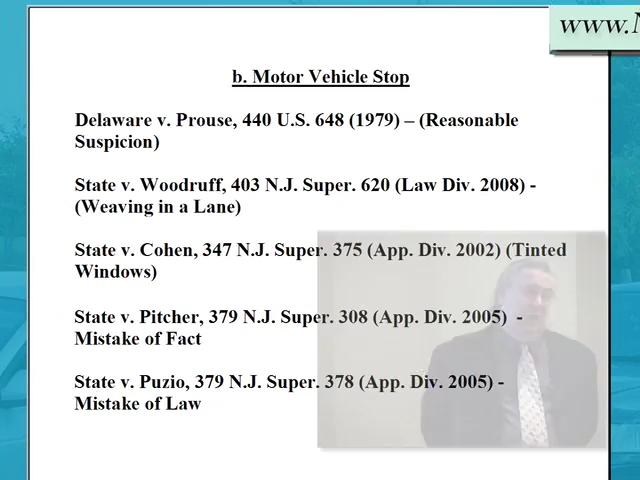 www.N
b. Motor Vehicle Stop
Delaware v. Prouse, 440 U.S. 648 (1979) – (Reasonable
Suspicion)
State v. Woodruff, 403 N.J. Super. 620 (Law Div. 2008) -
(Weaving in a Lane)
State v. Cohen, 347 N.J. Super. 375 (App. Div. 2002) (Tinted
Windows)
State v. Pitcher, 379 N.J. Super. 308 (App. Div. 2005)  -
Mistake of Fact
State v. Puzio, 379 N.J. Super. 378 (App. Div. 2005) -
Mistake of Law